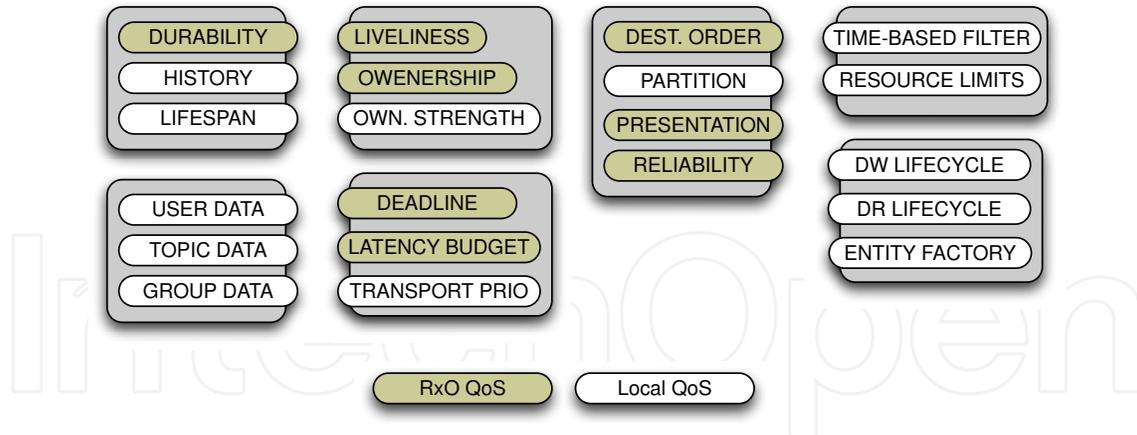 DURABILITY
HISTORY
LIFESPAN
LIVELINESS
OWENERSHIP
OWN. STRENGTH
DEST. ORDER
PARTITION
PRESENTATION
RELIABILITY
TIME-BASED FILTER
RESOURCE LIMITS
USER DATA
TOPIC DATA
GROUP DATA
DEADLINE
LATENCY BUDGET
TRANSPORT PRIO
DW LIFECYCLE
DR LIFECYCLE
ENTITY FACTORY
IntechOpen
RxO QoS
Local QoS